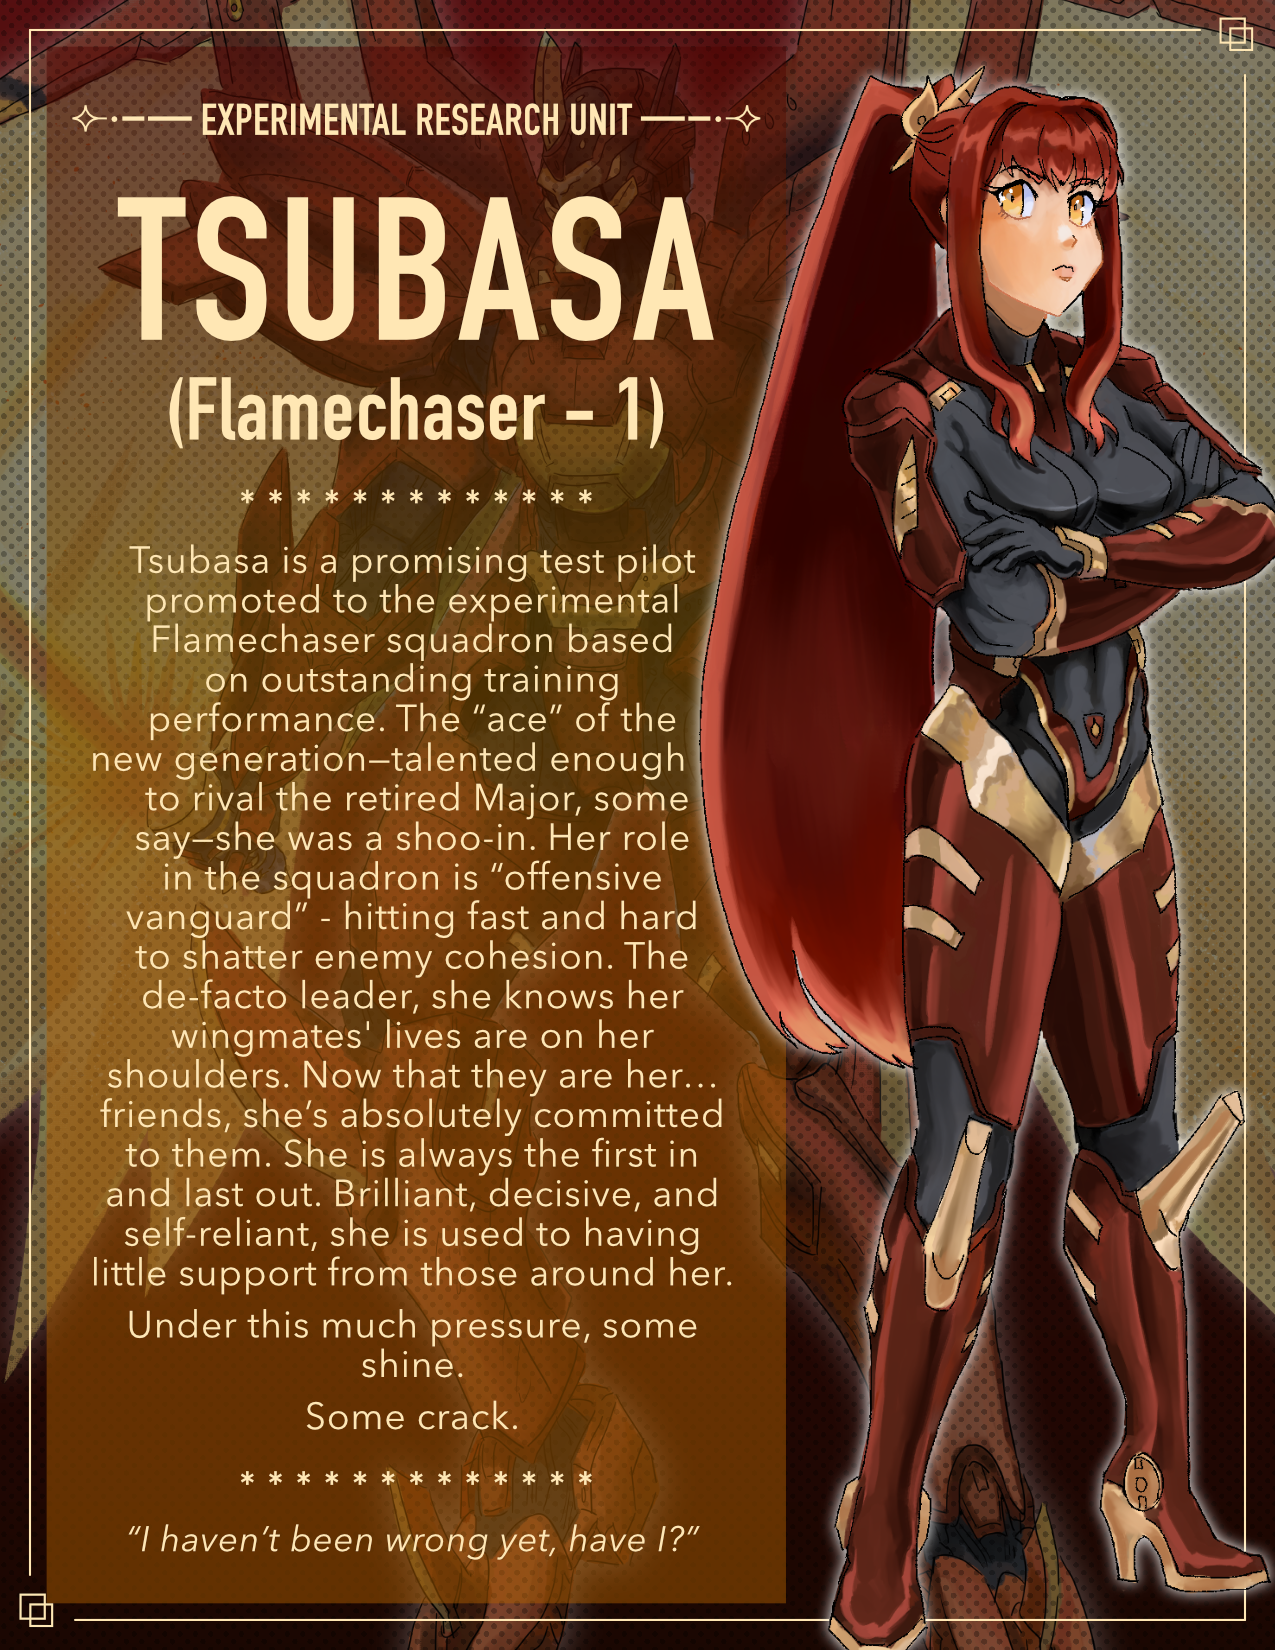 EXPERIMENTAL RESEARCH UNIT
TSUBASA
(Flamechaser – 1)
* * * * * * * * * * * * *
Tsubasa is a promising test pilot
promoted to the experimental
Flamechaser squadron based
on outstanding training
performance. The “ace” of the
new generation—talented enough
to rival the retired Major, some
say—she was a shoo-in. Her role
in the squadron is “offensive
vanguard” - hitting fast and hard
to shatter enemy cohesion. The
de-facto leader, she knows her
wingmates' lives are on her
shoulders. Now that they are her…
friends, she’s absolutely committed
to them. She is always the first in
and last out. Brilliant, decisive, and
self-reliant, she is used to having
little support from those around her.
Under this much pressure, some
shine.
Some crack.
* * * * * * * * * * * * *
“I haven’t been wrong yet, have I?”